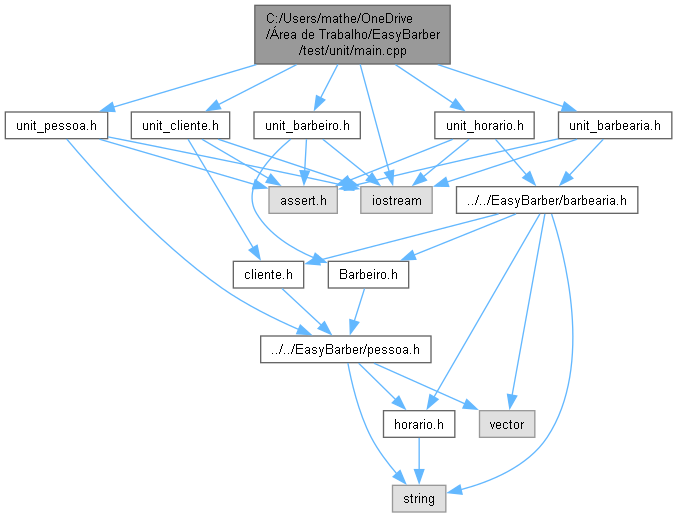 C:/Users/mathe/OneDrive
/Área de Trabalho/EasyBarber
/test/unit/main.cpp
unit_pessoa.h
unit_cliente.h
unit_barbeiro.h
unit_horario.h
unit_barbearia.h
assert.h
iostream
../../EasyBarber/barbearia.h
cliente.h
Barbeiro.h
../../EasyBarber/pessoa.h
horario.h
vector
string